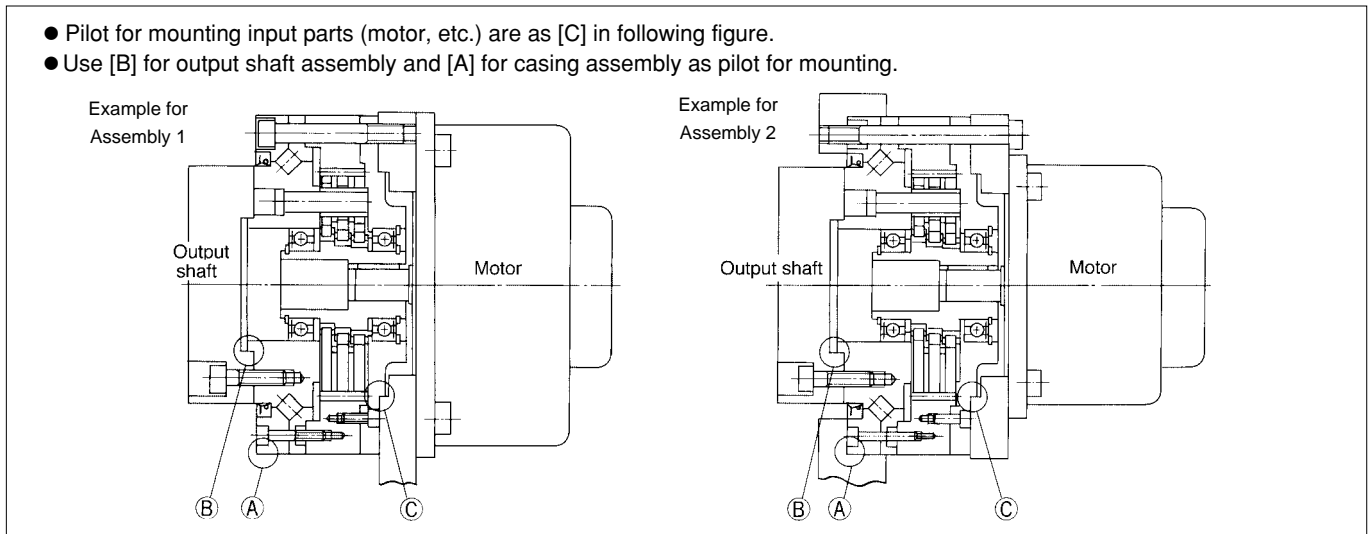 ● Pilot for mounting input parts (motor, etc.) are as [C] in following figure.
● Use [B] for output shaft assembly and [A] for casing assembly as pilot for mounting.
Example for
Assembly 1
Output
shaft
Motor
B
A
C
Example for
Assembly 2
Output shaft
Motor
B
A
C